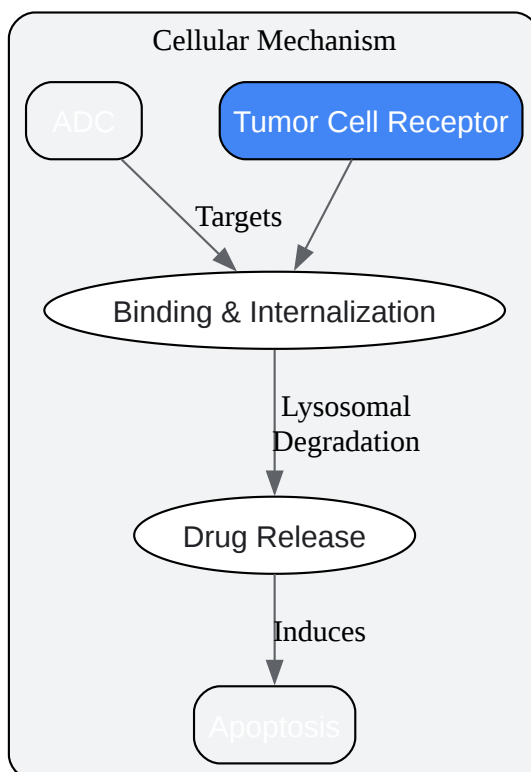 Cellular Mechanism
ADC
Tumor Cell Receptor
Targets
Binding & Internalization
Lysosomal
Degradation
Drug Release
Induces
Apoptosis